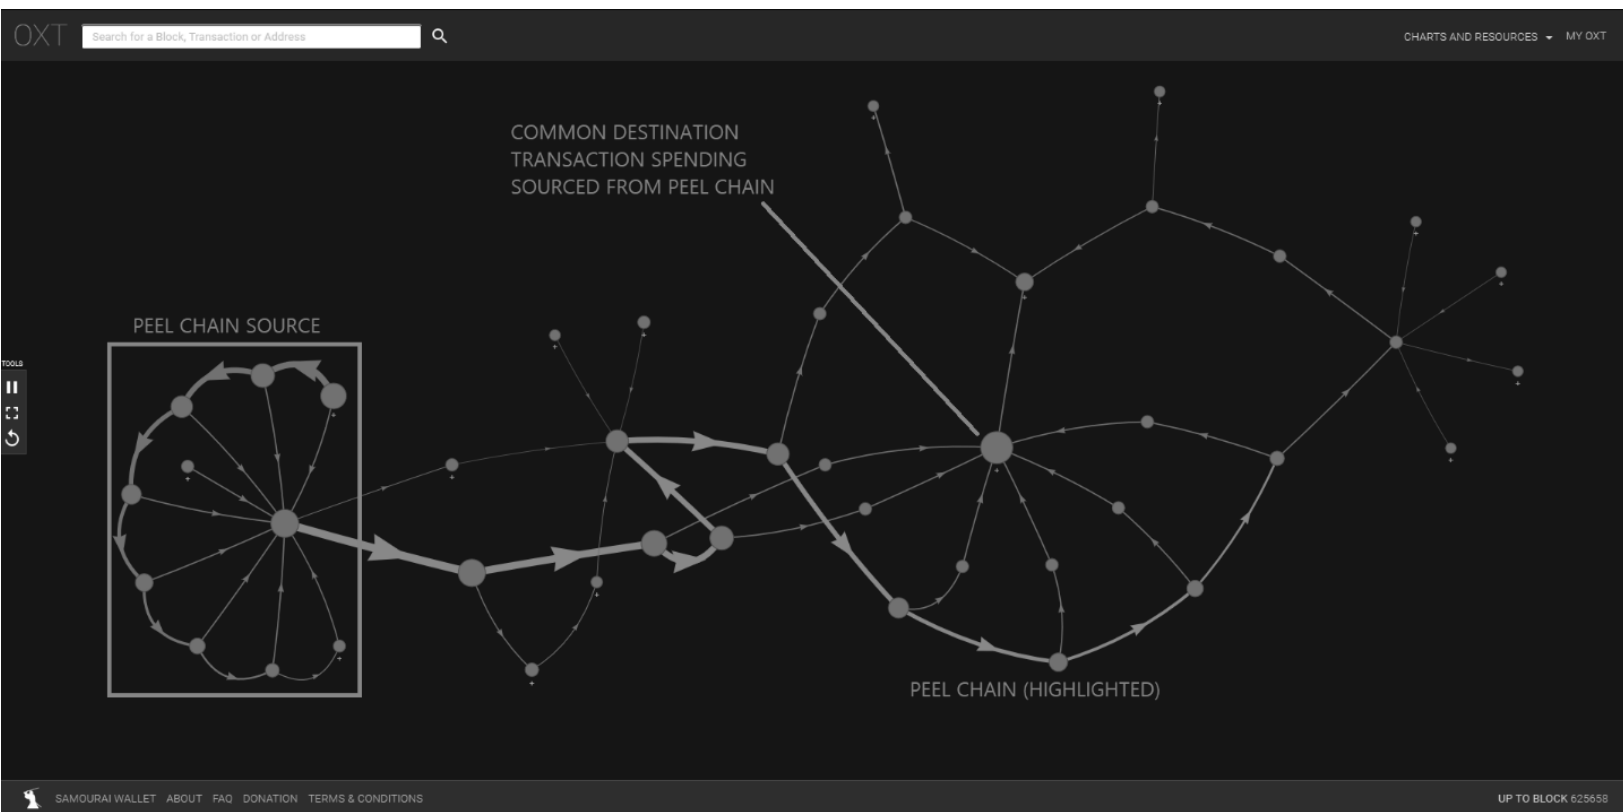 OXT
Search for a Block, Transaction or Address
CHARTS AND RESOURCES
MY OXT
COMMON DESTINATION
TRANSACTION SPENDING
SOURCED FROM PEEL CHAIN
PEEL CHAIN SOURCE
TOOLS
PEEL CHAIN (HIGHLIGHTED)
SAMOURAI WALLET ABOUT FAQ DONATION TERMS & CONDITIONS
UP TO BLOCK 625658